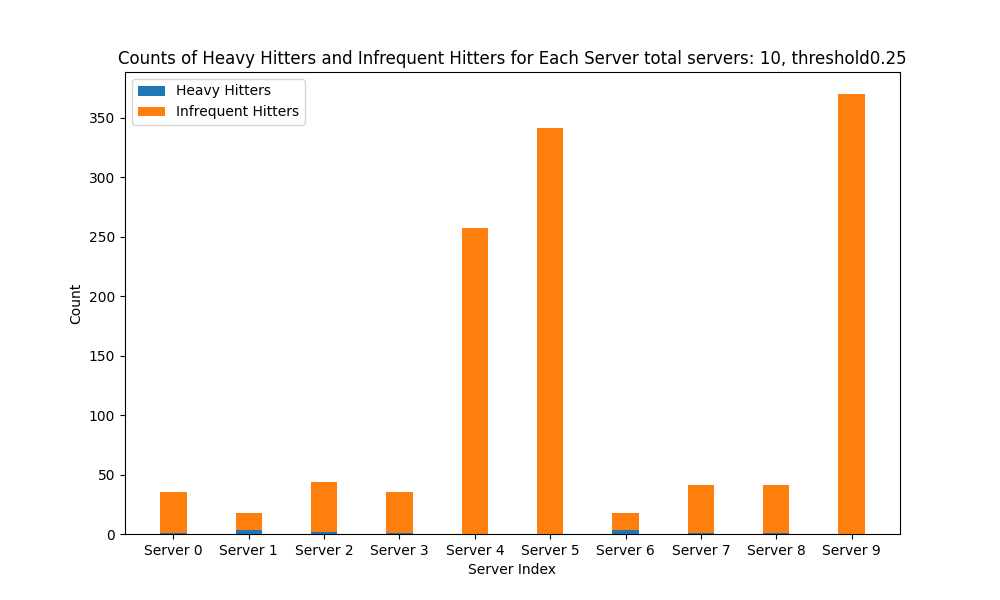 Counts of Heavy Hitters and Infrequent Hitters for Each Server total servers: 10, threshold0.25
Heavy Hitters
Infrequent Hitters
Count
350
300
250
200
150
100
50
0
Server 0 Server 1 Server 2 Server 3 Server 4 Server 5 Server 6 Server 7 Server 8 Server 9
Server Index